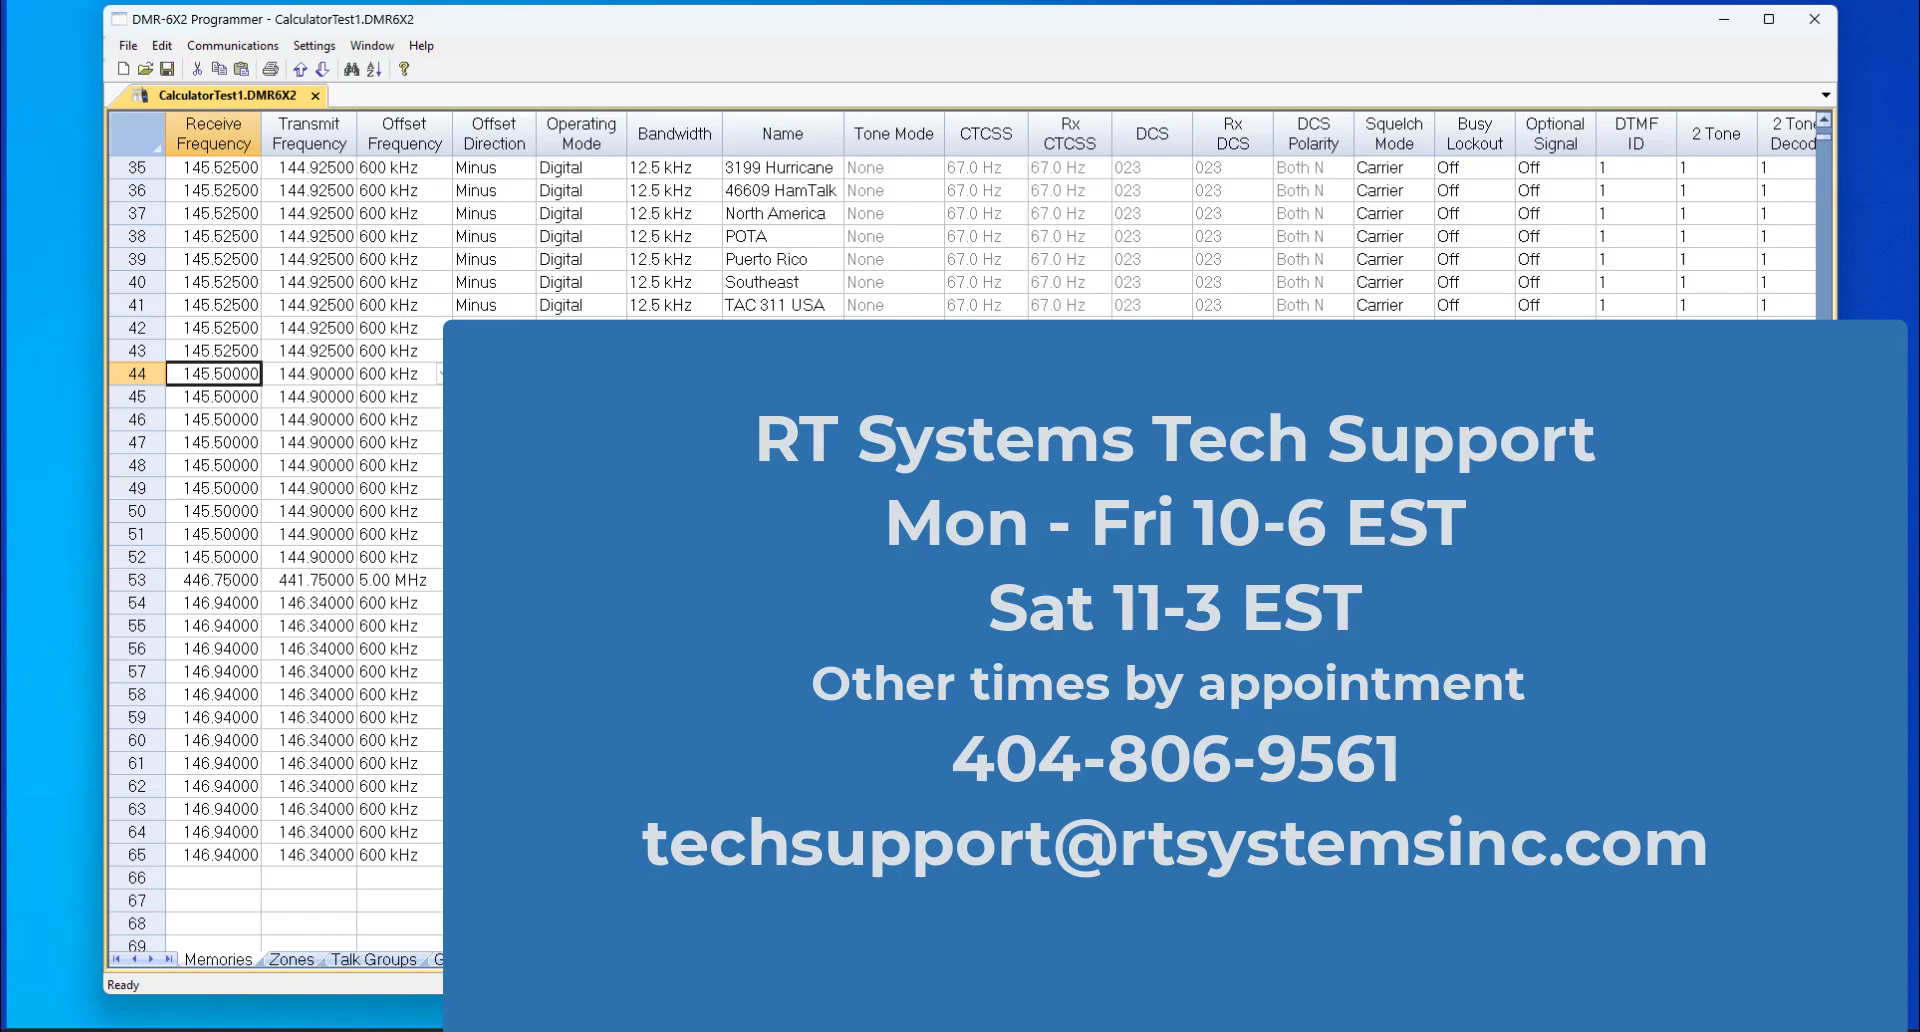 DMR-6X2 Programmer - CalculatorTest1.DMR6X2
File Edit Communications Settings Window Help
CalculatorTest1.DMR6X2
Receive Frequency Transmit Frequency Offset Frequency Offset Direction Operating Mode Bandwidth Name Tone Mode CTCSS Rx CTCSS DCS Rx DCS DCS Polarity Squelch Mode Busy Lockout Optional Signal DTMF ID 2 Tone 2 Tone Decod
35 145.52500 144.92500 600 kHz Minus Digital 12.5 kHz 3199 Hurricane None 67.0 Hz 67.0 Hz 023 023 Both N Carrier Off Off 1 1 1
36 145.52500 144.92500 600 kHz Minus Digital 12.5 kHz 46609 HamTalk None 67.0 Hz 67.0 Hz 023 023 Both N Carrier Off Off 1 1 1
37 145.52500 144.92500 600 kHz Minus Digital 12.5 kHz North America None 67.0 Hz 67.0 Hz 023 023 Both N Carrier Off Off 1 1 1
38 145.52500 144.92500 600 kHz Minus Digital 12.5 kHz POTA None 67.0 Hz 67.0 Hz 023 023 Both N Carrier Off Off 1 1 1
39 145.52500 144.92500 600 kHz Minus Digital 12.5 kHz Puerto Rico None 67.0 Hz 67.0 Hz 023 023 Both N Carrier Off Off 1 1 1
40 145.52500 144.92500 600 kHz Minus Digital 12.5 kHz Southeast None 67.0 Hz 67.0 Hz 023 023 Both N Carrier Off Off 1 1 1
41 145.52500 144.92500 600 kHz Minus Digital 12.5 kHz TAC 311 USA None 67.0 Hz 67.0 Hz 023 023 Both N Carrier Off Off 1 1 1
42 145.52500 144.92500 600 kHz
43 145.52500 144.92500 600 kHz
44 145.50000 144.90000 600 kHz
45 145.50000 144.90000 600 kHz
46 145.50000 144.90000 600 kHz
47 145.50000 144.90000 600 kHz
48 145.50000 144.90000 600 kHz
49 145.50000 144.90000 600 kHz
50 145.50000 144.90000 600 kHz
51 145.50000 144.90000 600 kHz
52 145.50000 144.90000 600 kHz
53 446.75000 441.75000 5.00 MHz
54 146.94000 146.34000 600 kHz
55 146.94000 146.34000 600 kHz
56 146.94000 146.34000 600 kHz
57 146.94000 146.34000 600 kHz
58 146.94000 146.34000 600 kHz
59 146.94000 146.34000 600 kHz
60 146.94000 146.34000 600 kHz
61 146.94000 146.34000 600 kHz
62 146.94000 146.34000 600 kHz
63 146.94000 146.34000 600 kHz
64 146.94000 146.34000 600 kHz
65 146.94000 146.34000 600 kHz
66
67
68
69
Memories Zones Talk Groups G
Ready
RT Systems Tech Support
Mon - Fri 10-6 EST
Sat 11-3 EST
Other times by appointment
404-806-9561
techsupport@rtsystemsinc.com